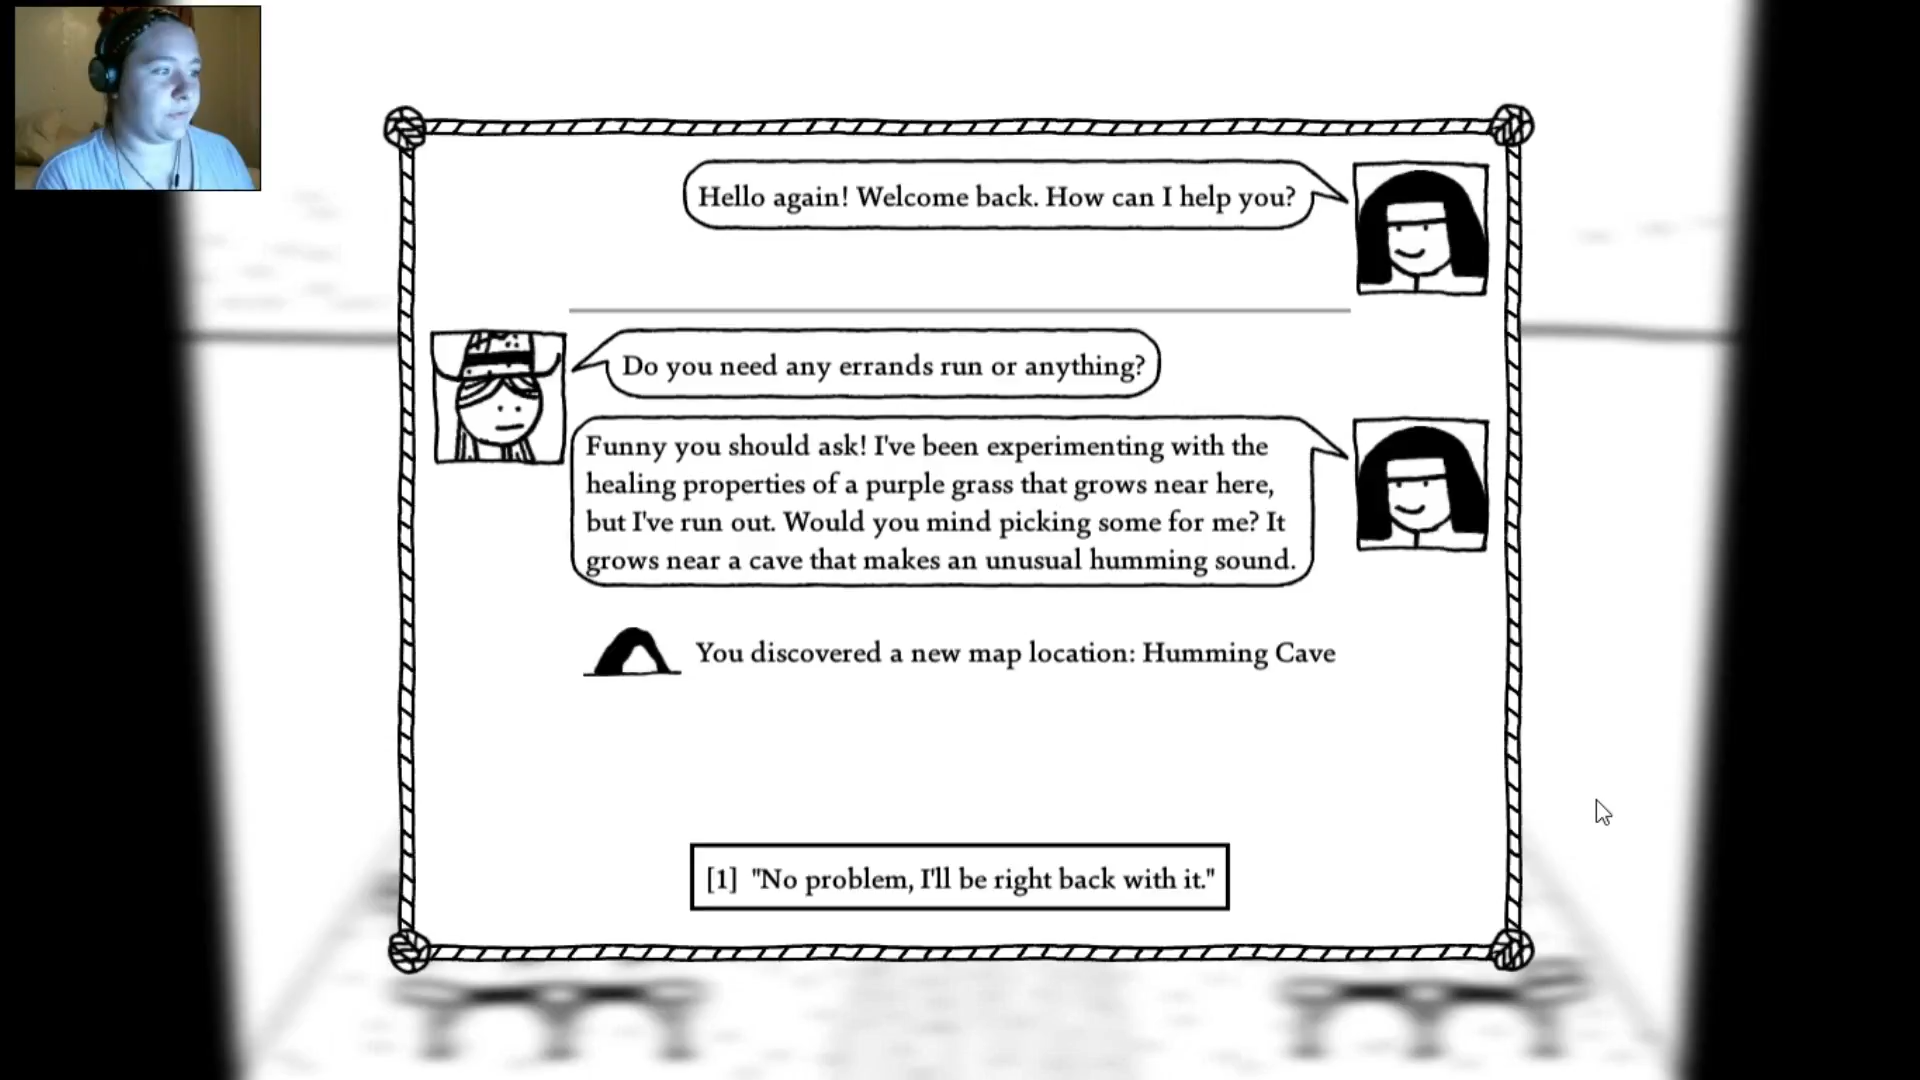 Hello again! Welcome back. How can I help you?
Do you need any errands run or anything?
Funny you should ask! I've been experimenting with the
healing properties of a purple grass that grows near here,
but I've run out. Would you mind picking some for me? It
grows near a cave that makes an unusual humming sound.
You discovered a new map location: Humming Cave
[1] "No problem, I'll be right back with it."